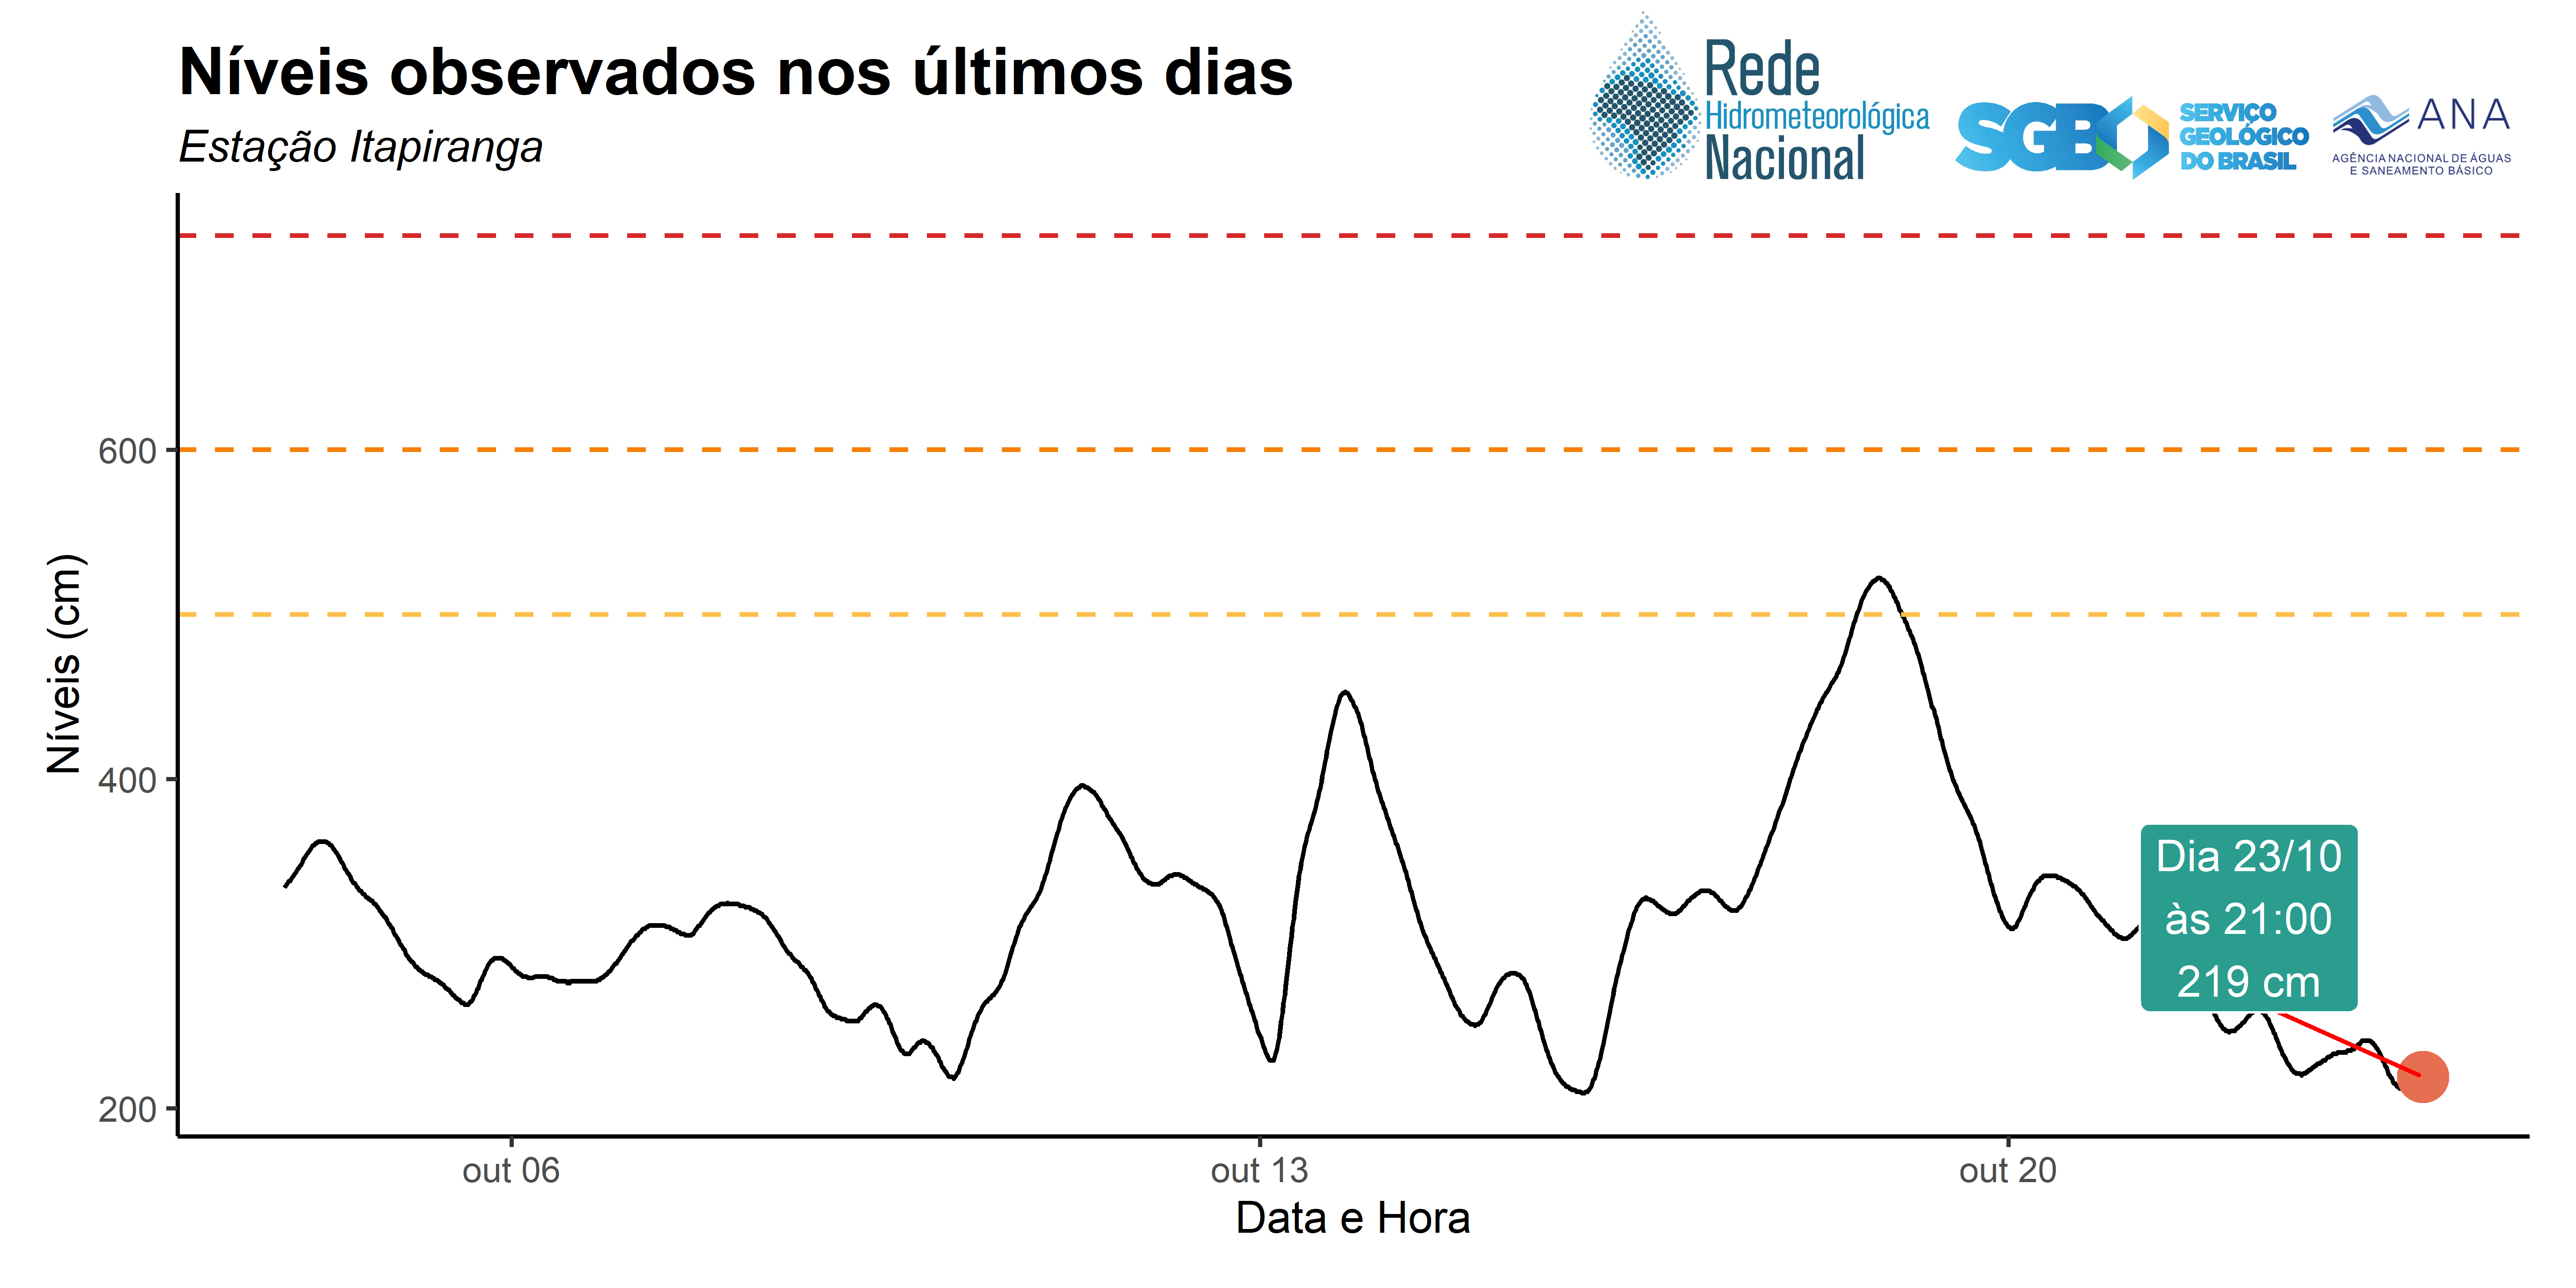 Níveis observados nos últimos dias
Estação Itapiranga
Rede
Hidrometeorológica
Nacional
SGB
SERVIÇO
GEOLÓGICO
DO BRASIL
ANA
AGÊNCIA NACIONAL DE ÁGUAS
E SANEAMENTO BÁSICO
Níveis (cm)
600
400
200
Dia 23/10
às 21:00
219 cm
out 06
out 13
out 20
Data e Hora